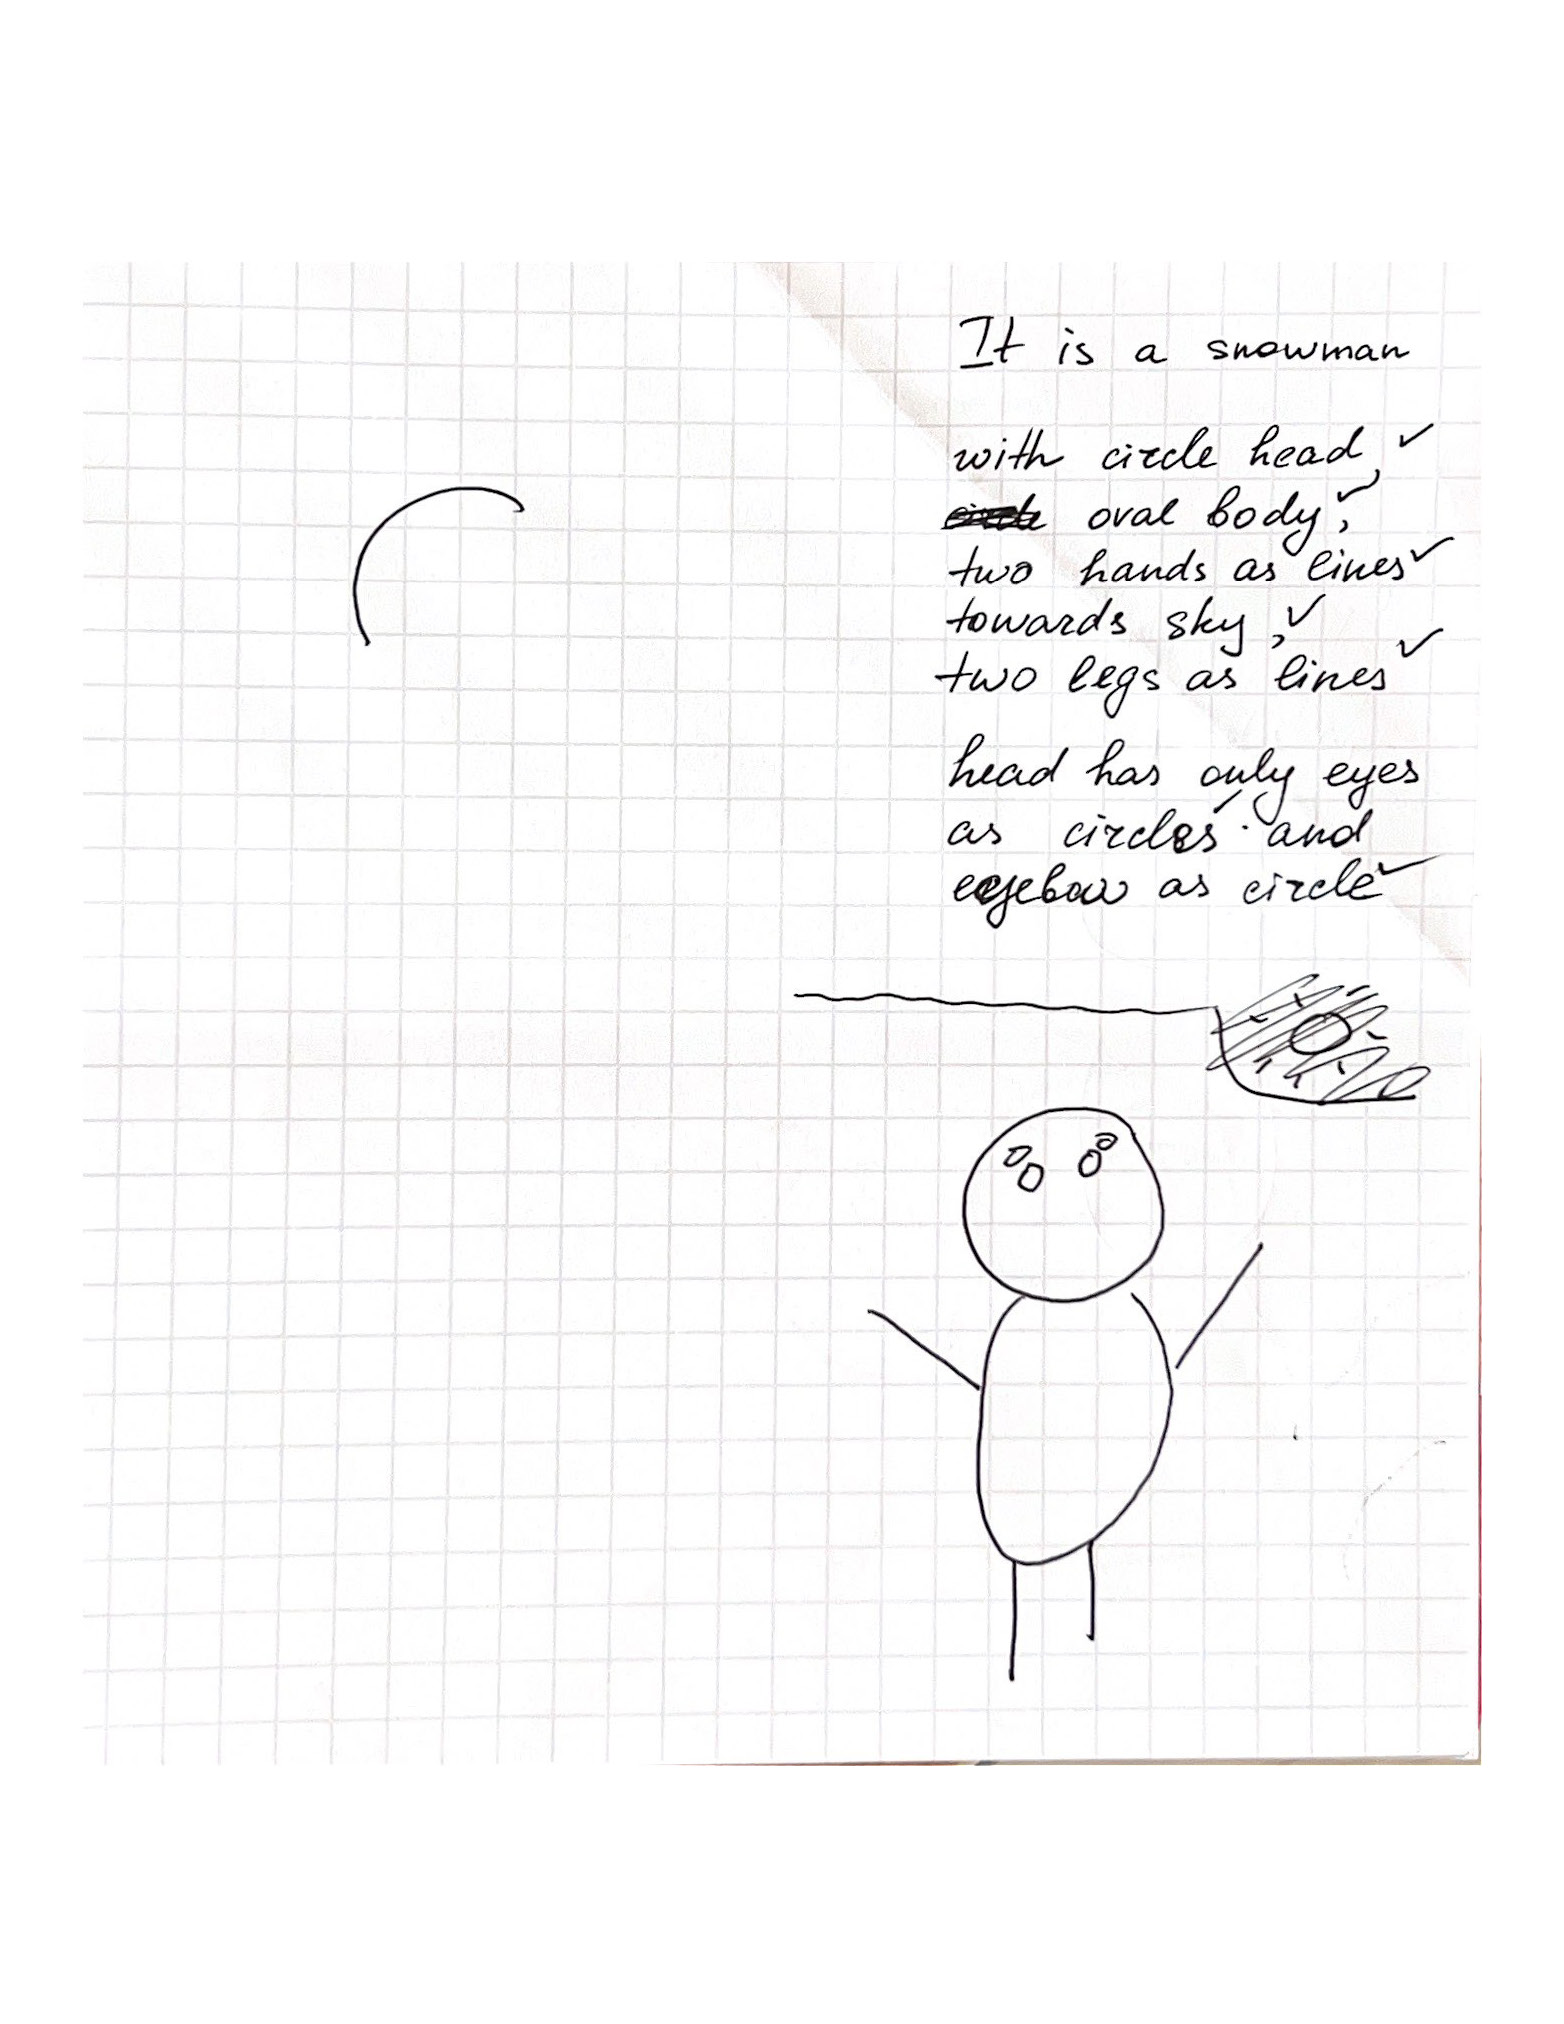 It is a snowman
with circle head,
oval body,
two hands as lines
towards sky,
two legs as lines
head has only eyes
as circles and
eyebow as circle